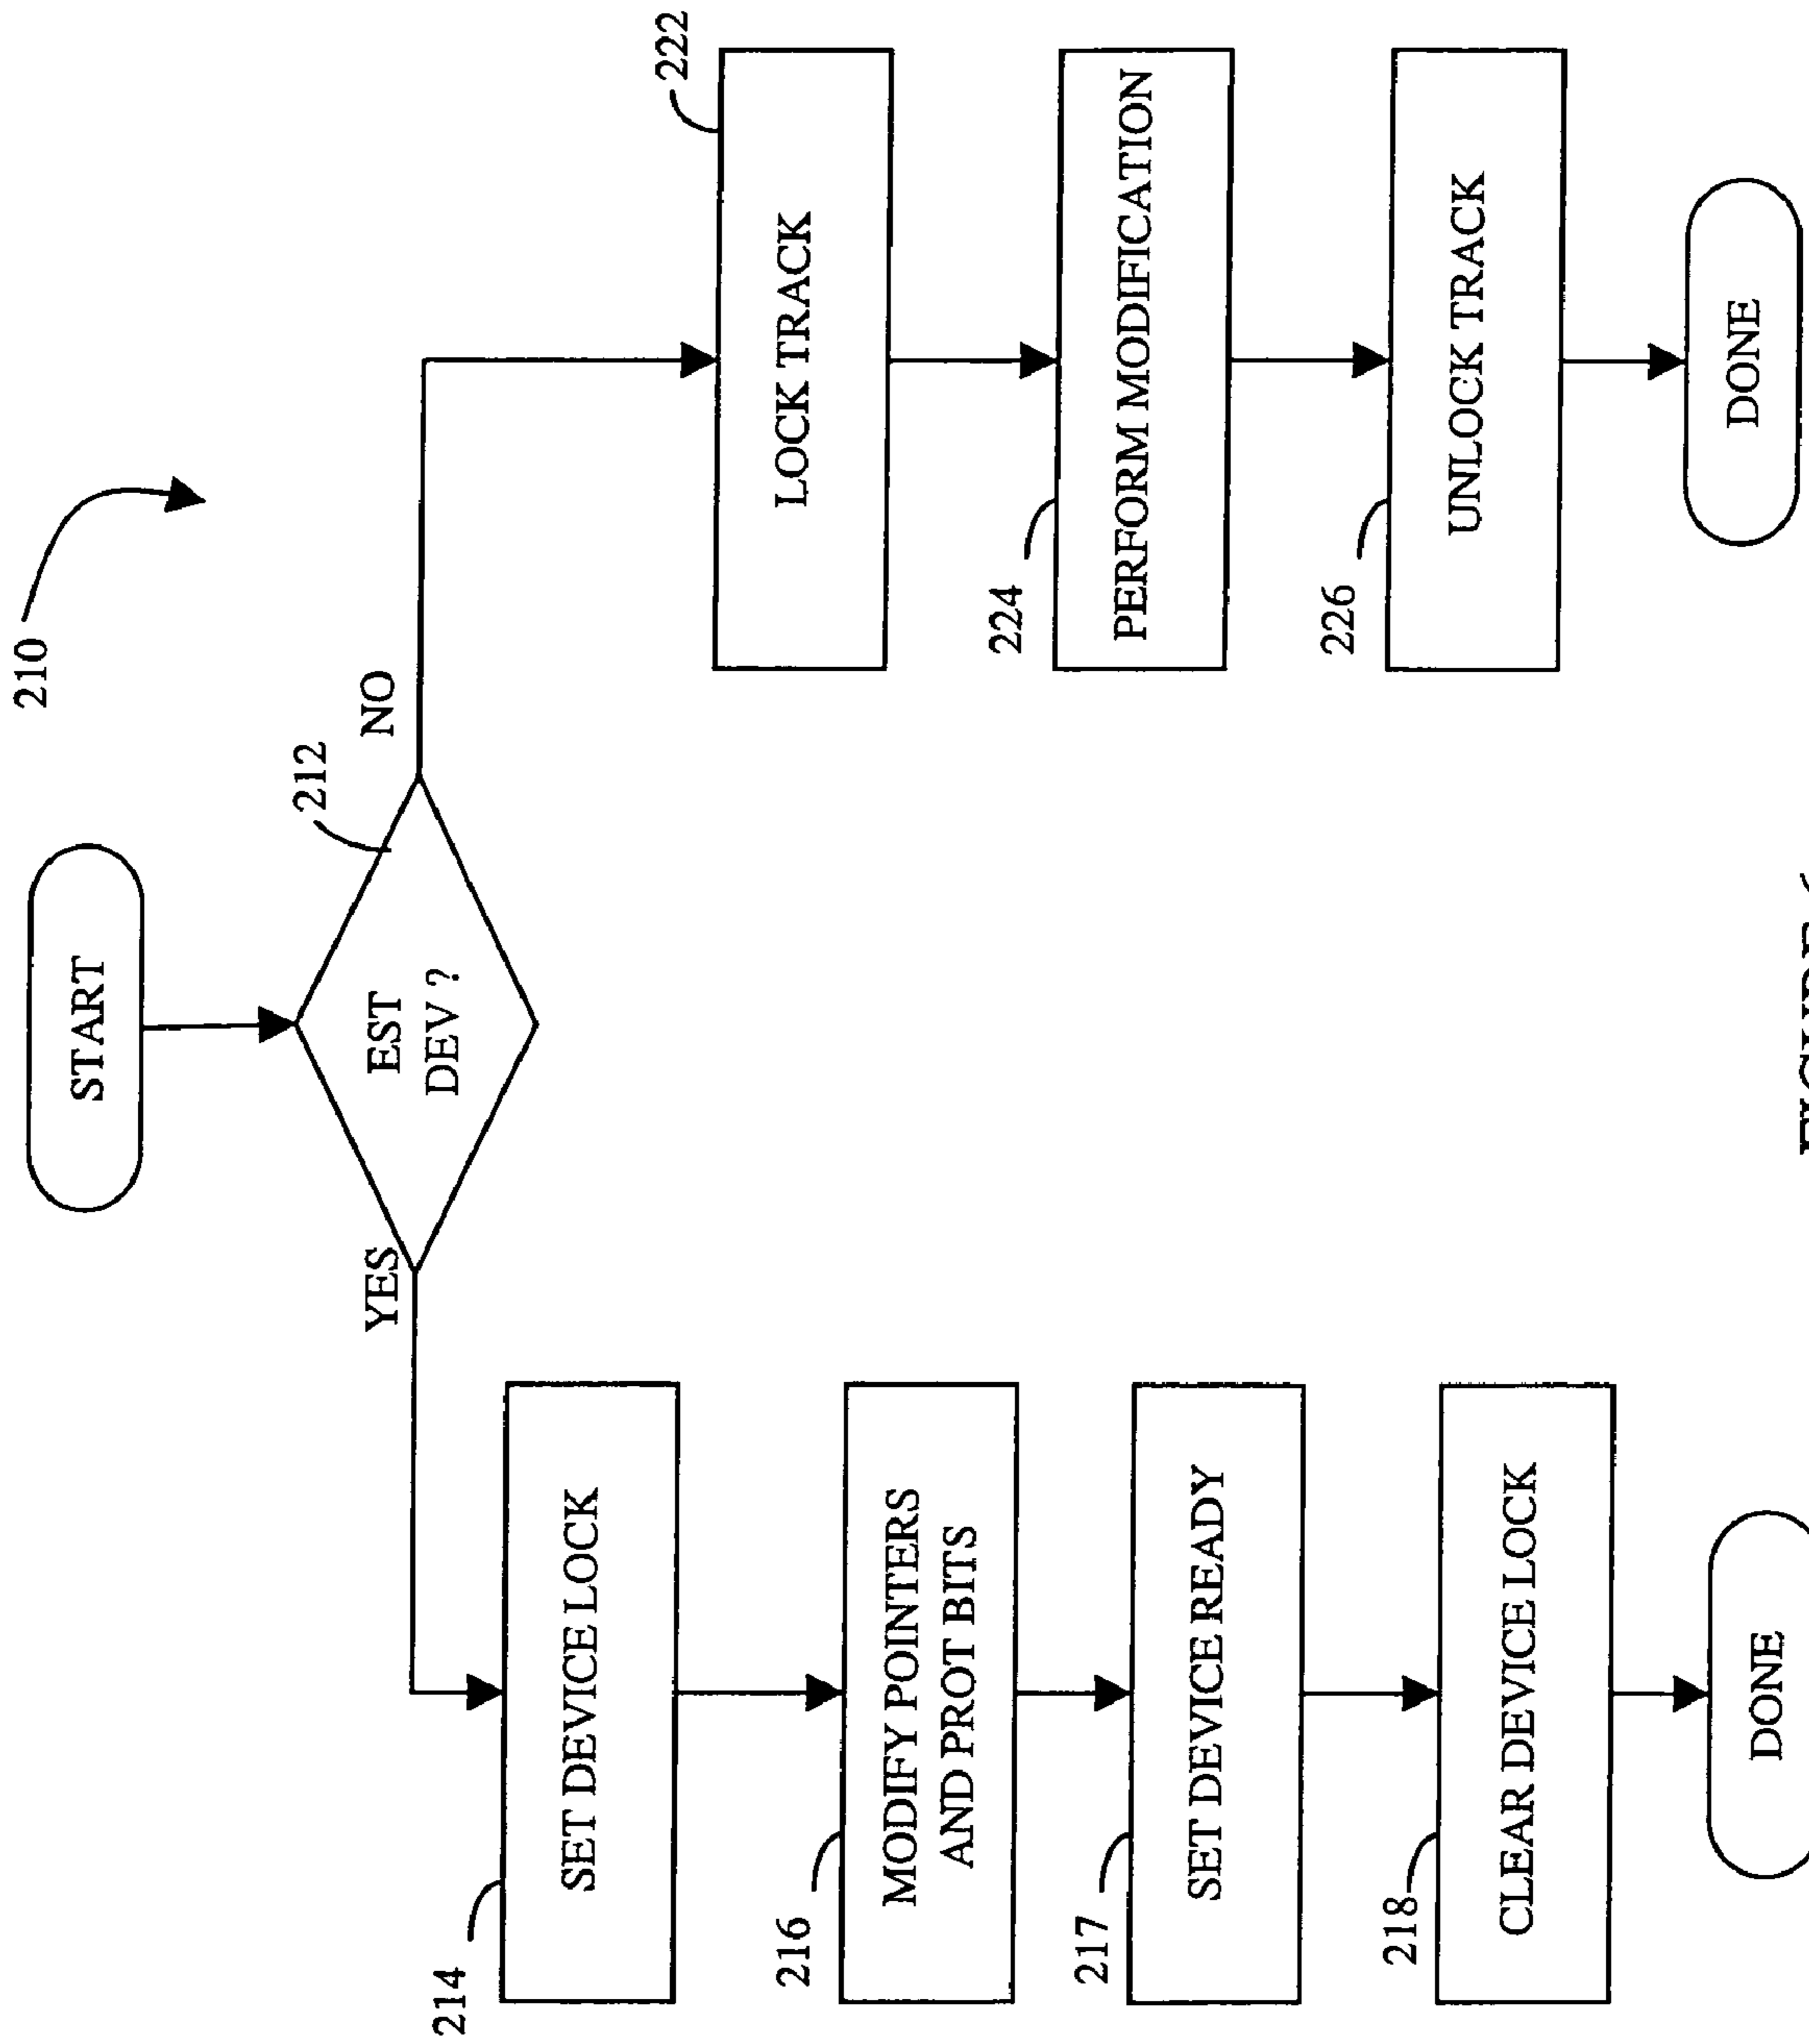 210
START
212
EST
DEV ?
YES
NO
214
SET DEVICE LOCK
216
MODIFY POINTERS
AND PROT BITS
217
SET DEVICE READY
218
CLEAR DEVICE LOCK
DONE
222
LOCK TRACK
224
PERFORM MODIFICATION
226
UNLOCK TRACK
DONE
FIGURE